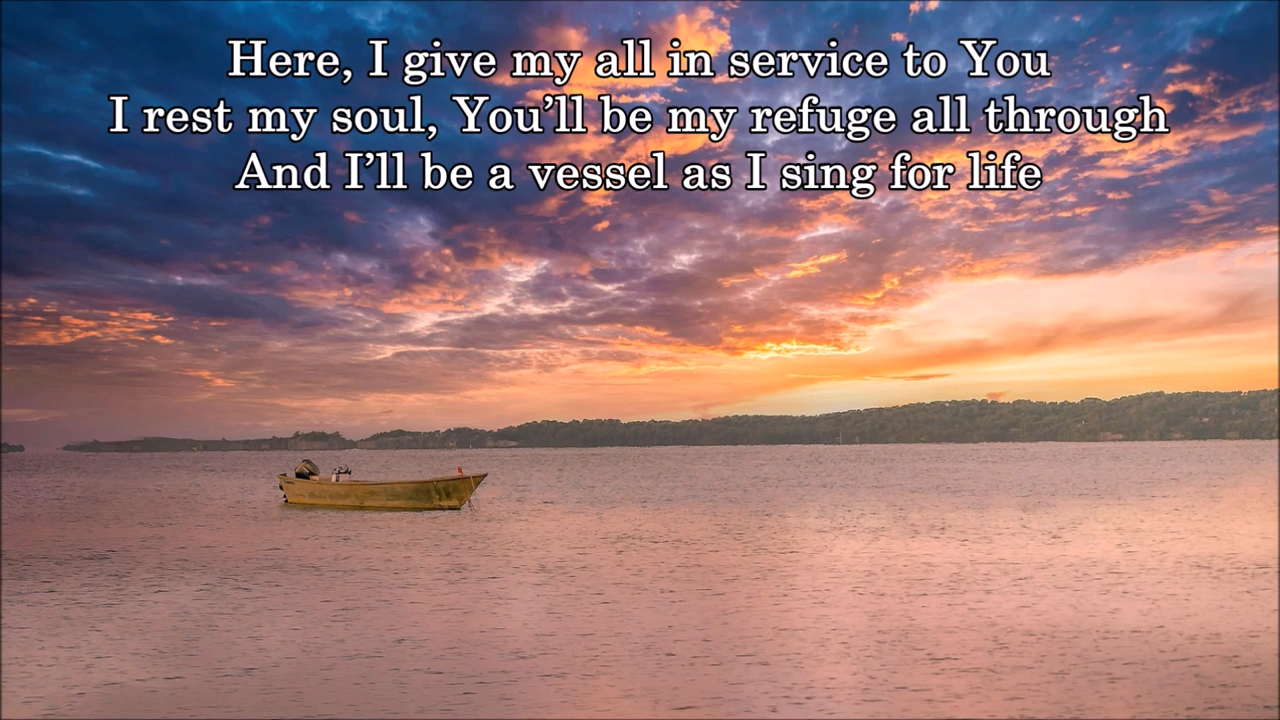 Here, I give my all in service to You
I rest my soul, You’ll be my refuge all through
And I’ll be a vessel as I sing for life